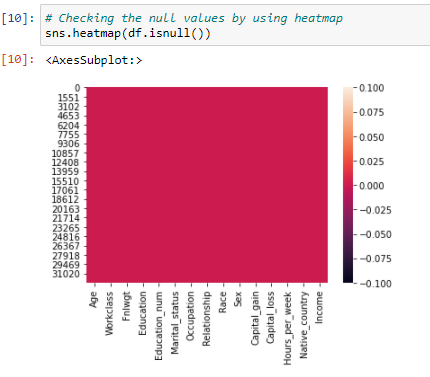 [10]: # Checking the null values by using heatmap
sns.heatmap(df.isnull())
[10]: <AxesSubplot:>
0
1551
3102
4653
6204
7755
9306
10857
12408
13959
15510
17061
18612
20163
21714
23265
24816
26367
27918
29469
31020
Age
Workclass
Fnlwgt
Education
Education_num
Marital_status
Occupation
Relationship
Race
Sex
Capital_gain
Capital_loss
Hours_per_week
Native_country
Income
0.100
0.075
0.050
0.025
0.000
−0.025
−0.050
−0.075
−0.100